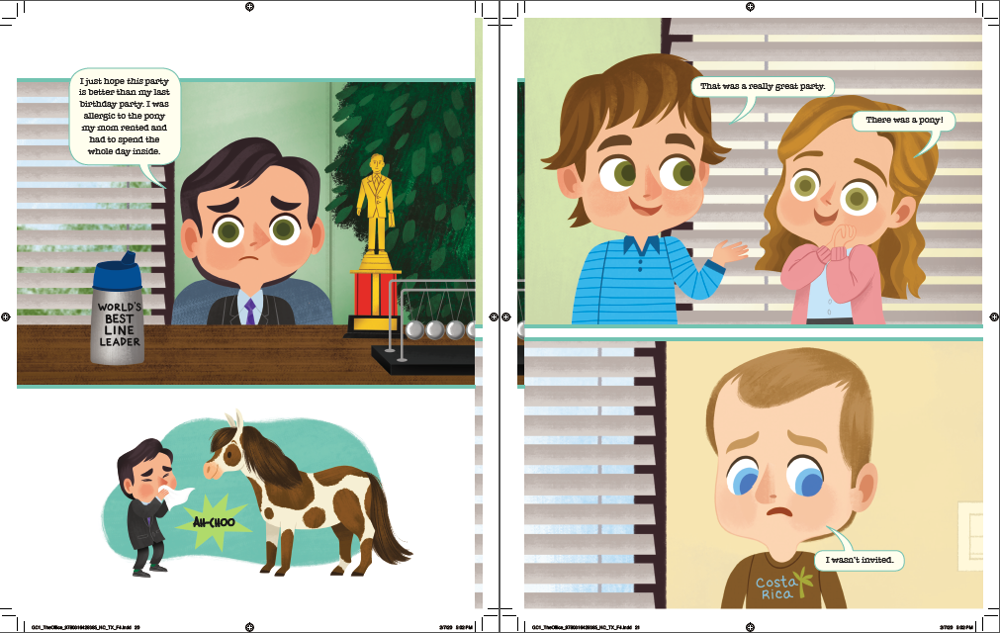 I just hope this party
is better than my last
birthday party. I was
allergic to the pony
my mom rented and
had to spend the
whole day inside.
WORLD'S
BEST
LINE
LEADER
AH-CHOO
That was a really great party.
There was a pony!
I wasn't invited.
Costa
Rica
GC1_TheOffice_9780316428385_HC_TX_F4.indd 20
3/7/20 5:02 PM
GC1_TheOffice_9780316428385_HC_TX_F4.indd 21
3/7/20 5:02 PM